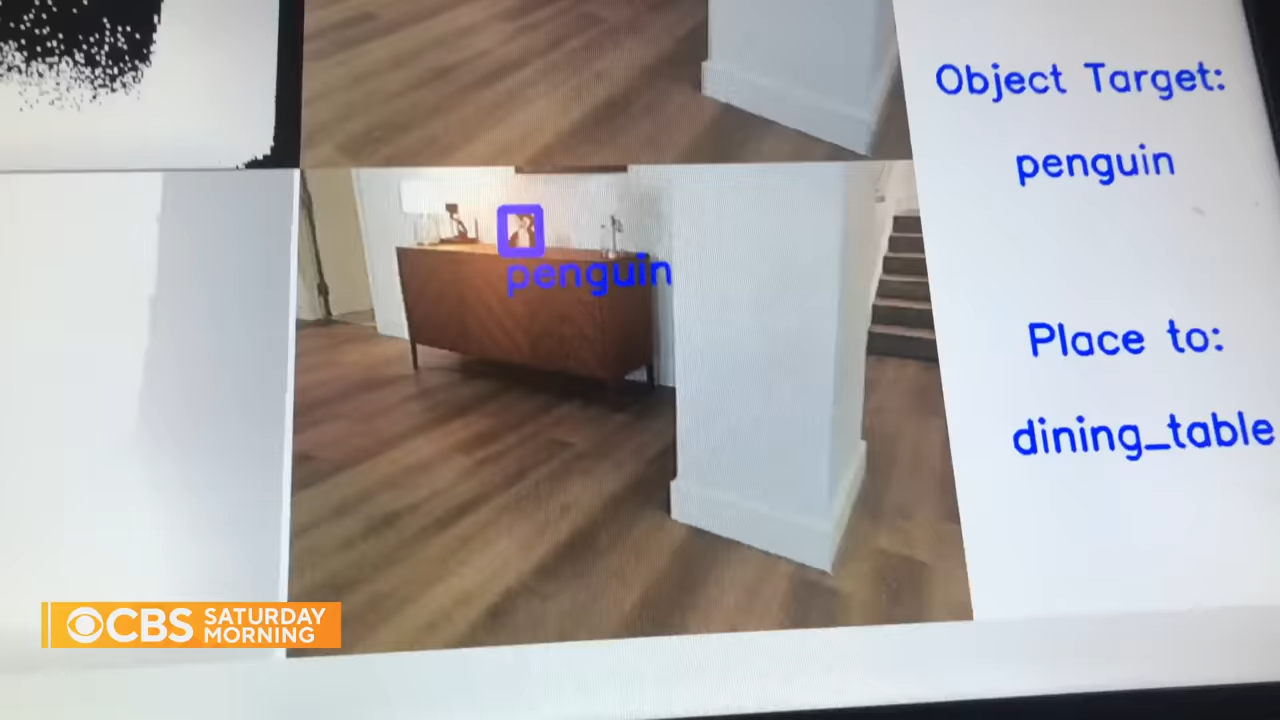 Object Target:
penguin
penguin
Place to:
dining_table
CBS SATURDAY
MORNING